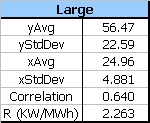 Large
yAvg 56.47
yStdDev 22.59
xAvg 24.96
xStdDev 4.881
Correlation 0.640
R (KW/MWh) 2.263